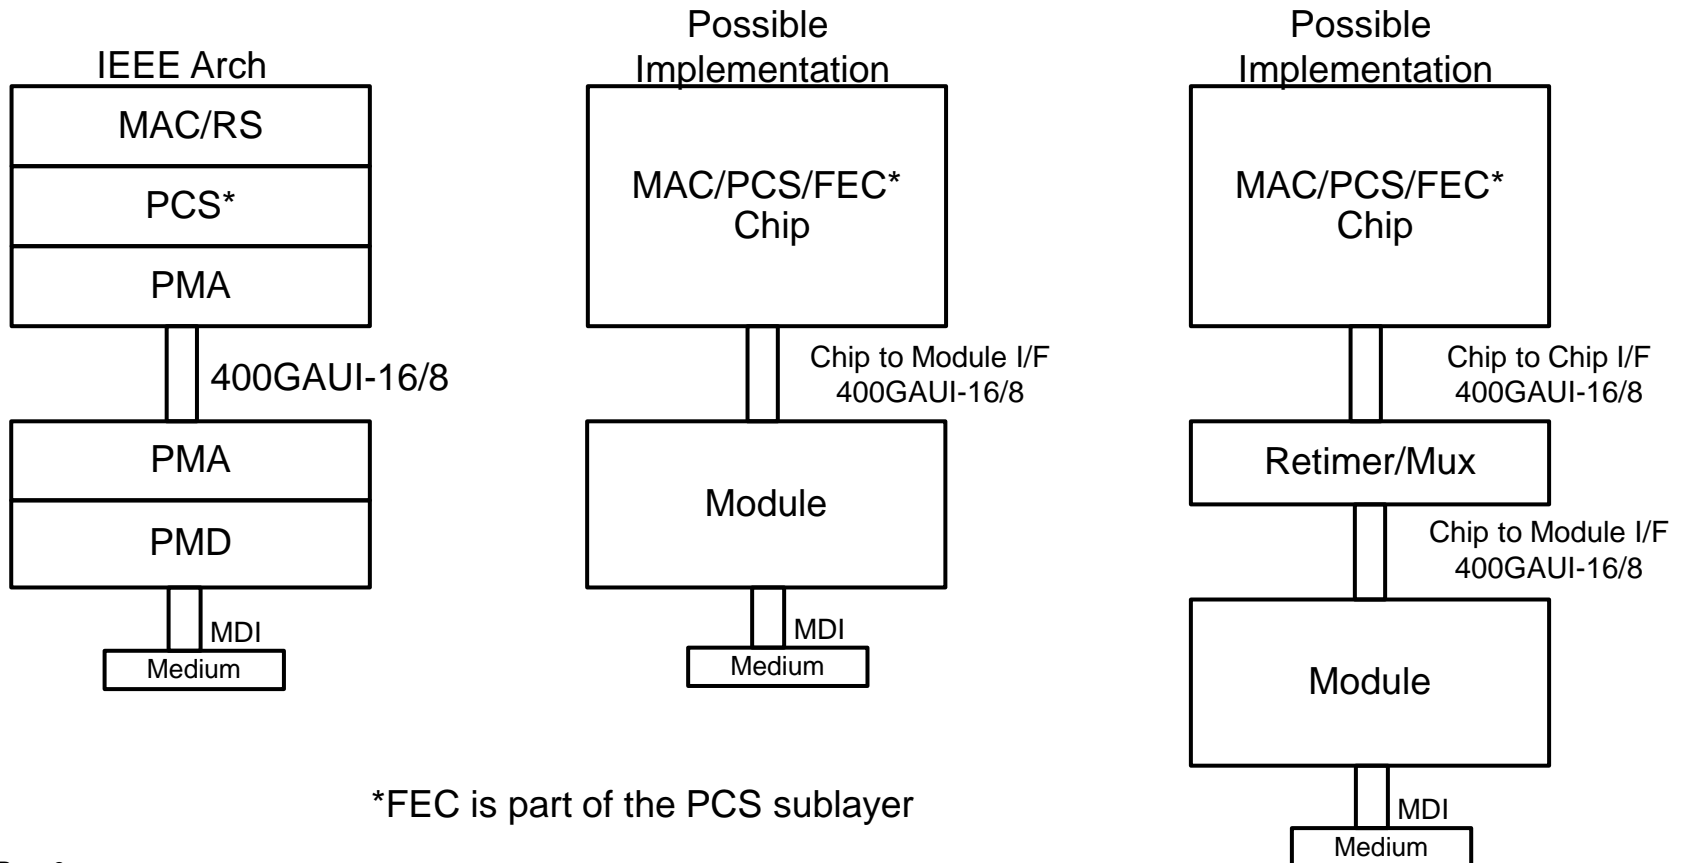 IEEE Arch
MAC/RS
PCS*
PMA
400GAUI-16/8
PMA
PMD
MDI
Medium
Possible
Implementation
MAC/PCS/FEC*
Chip
Chip to Module I/F
400GAUI-16/8
Module
MDI
Medium
Possible
Implementation
MAC/PCS/FEC*
Chip
Chip to Chip I/F
400GAUI-16/8
Retimer/Mux
Chip to Module I/F
400GAUI-16/8
Module
MDI
Medium
*FEC is part of the PCS sublayer